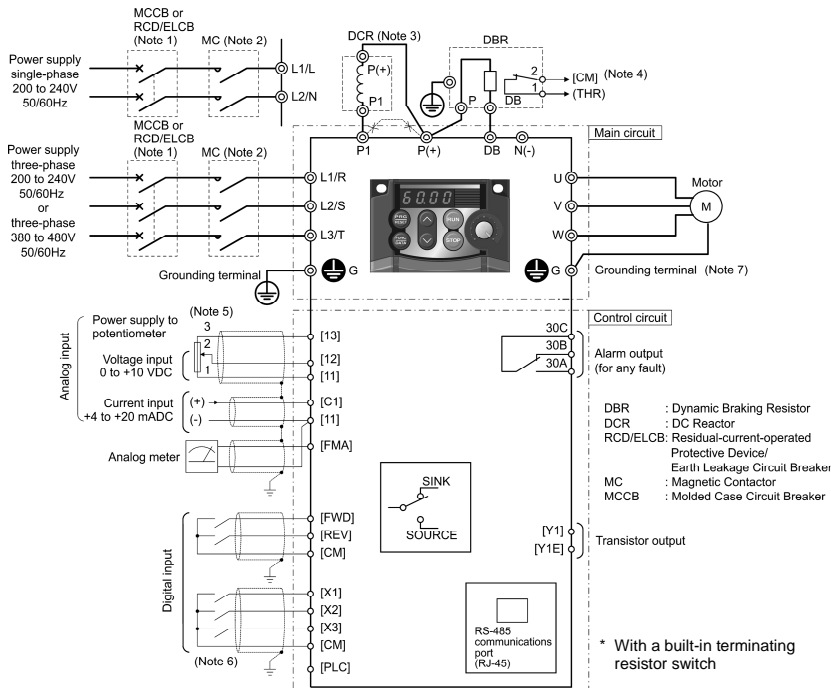 MCCB or
RCD/ELCB
(Note 1)
MC (Note 2)
Power supply
single-phase
200 to 240V
50/60Hz
L1/L
L2/N
DCR (Note 3)
P(+)
P1
DBR
P
DB
2
1
[CM] (Note 4)
(THR)
Main circuit
P1
P(+)
DB
N(-)
MCCB or
RCD/ELCB
(Note 1)
MC (Note 2)
Power supply
three-phase
200 to 240V
50/60Hz
or
three-phase
380 to 480V
50/60Hz
L1/R
L2/S
L3/T
60.00
PRG
RESET
FUNC
DATA
RUN
STOP
U
V
W
Motor
M
Grounding terminal
G
G
Grounding terminal (Note 7)
Control circuit
Analog input
Power supply to
potentiometer
(Note 5)
3
2
1
Voltage input
0 to +10 VDC
[13]
[12]
[11]
Current input
+4 to +20 mADC
(+)
(-)
[C1]
[11]
Analog meter
[FMA]
30C
30B
30A
Alarm output
(for any fault)
DBR : Dynamic Braking Resistor
DCR : DC Reactor
RCD/ELCB: Residual-current-operated
Protective Device/
Earth Leakage Circuit Breaker
MC : Magnetic Contactor
MCCB : Molded Case Circuit Breaker
SINK
SOURCE
Digital input
[FWD]
[REV]
[CM]
[X1]
[X2]
[X3]
[CM]
(Note 6)
[PLC]
[Y1]
[Y1E]
Transistor output
RS-485
communications
port
(RJ-45)
* With a built-in terminating
resistor switch